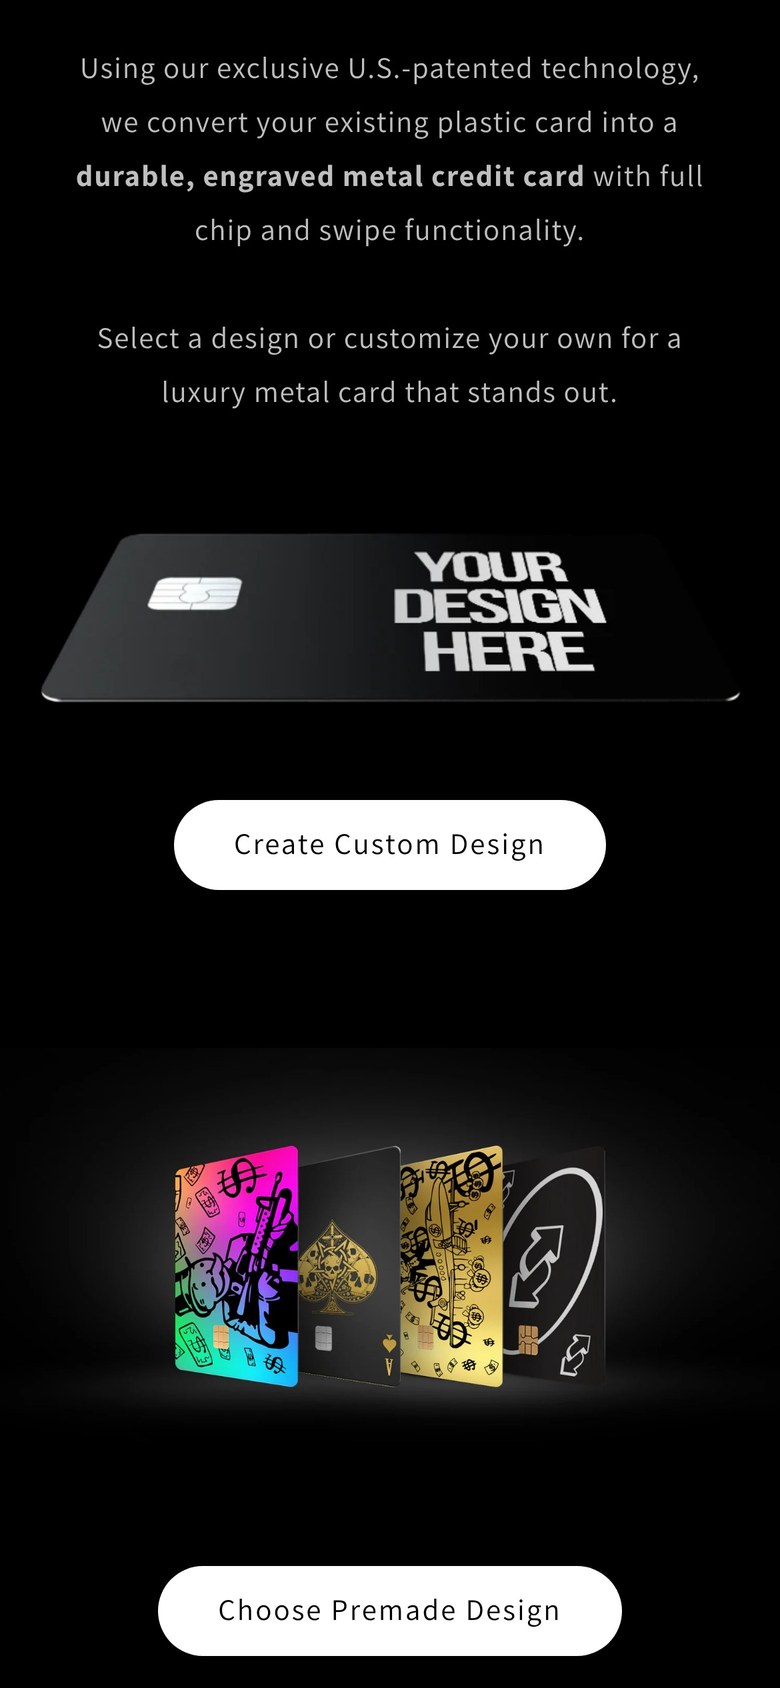 Using our exclusive U.S.-patented technology,
we convert your existing plastic card into a
durable, engraved metal credit card with full
chip and swipe functionality.
Select a design or customize your own for a
luxury metal card that stands out.
YOUR
DESIGN
HERE
Create Custom Design
A
Choose Premade Design